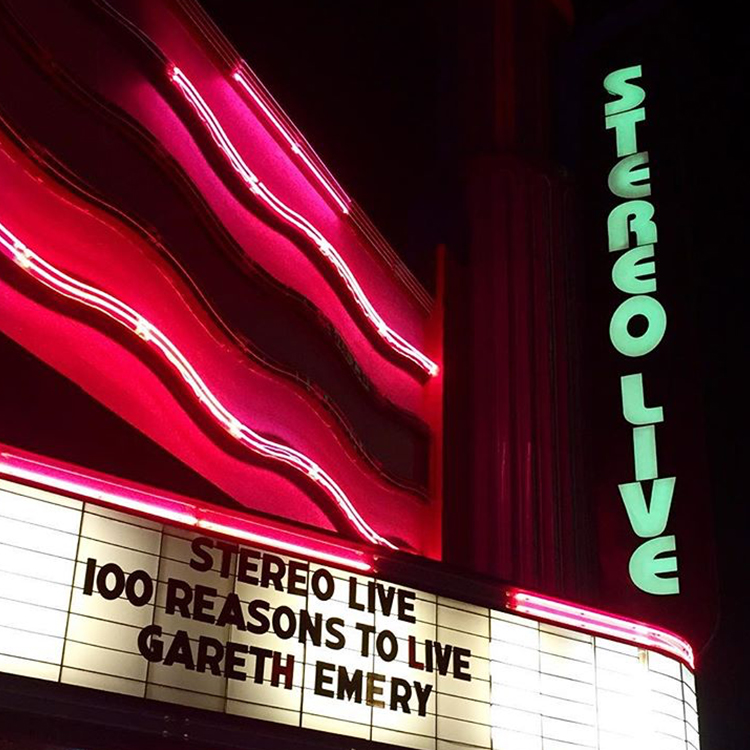 STEREO LIVE
STEREO LIVE
100 REASONS TO LIVE
GARETH EMERY